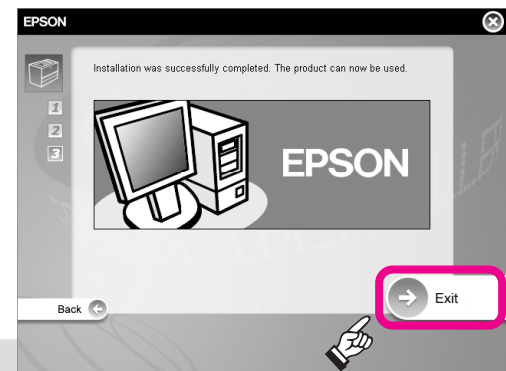 EPSON
Installation was successfully completed. The product can now be used.
1
2
3
EPSON
Exit
Back